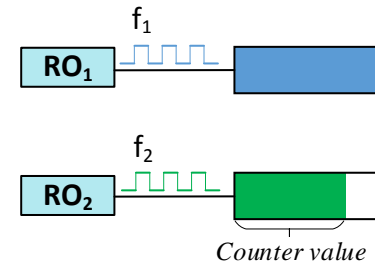 f₁
RO₁
f₂
RO₂
Counter value